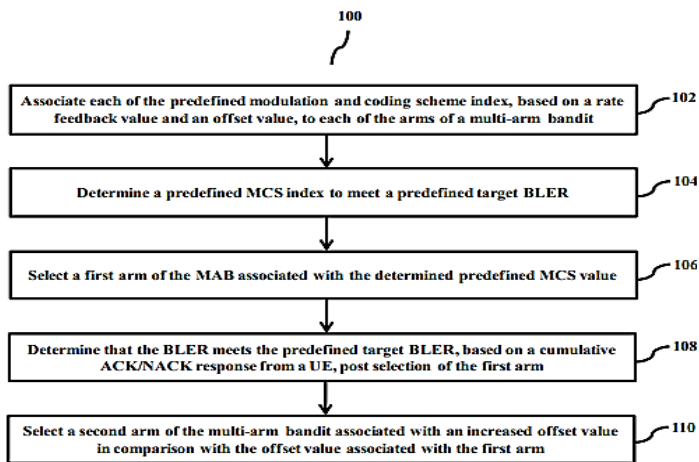 100
Associate each of the predefined modulation and coding scheme index, based on a rate
feedback value and an offset value, to each of the arms of a multi-arm bandit
102
Determine a predefined MCS index to meet a predefined target BLER
104
Select a first arm of the MAB associated with the determined predefined MCS value
106
Determine that the BLER meets the predefined target BLER, based on a cumulative
ACK/NACK response from a UE, post selection of the first arm
108
Select a second arm of the multi-arm bandit associated with an increased offset value
in comparison with the offset value associated with the first arm
110